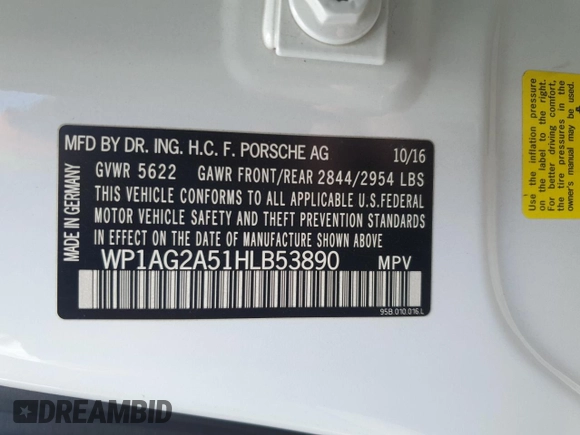 MFD BY DR. ING. H.C. F. PORSCHE AG 10/16
GVWR 5622 GAWR FRONT/REAR 2844/2954 LBS
THIS VEHICLE CONFORMS TO ALL APPLICABLE U.S.FEDERAL
MOTOR VEHICLE SAFETY AND THEFT PREVENTION STANDARDS
IN EFFECT ON THE DATE OF MANUFACTURE SHOWN ABOVE
WP1AG2A51HLB53890 MPV
95B.010.016 L
MADE IN GERMANY
Use the inflation pressure
on the label to the right.
For better driving comfort,
the tire pressures in the
owner's manual may be used.
DREAMBID